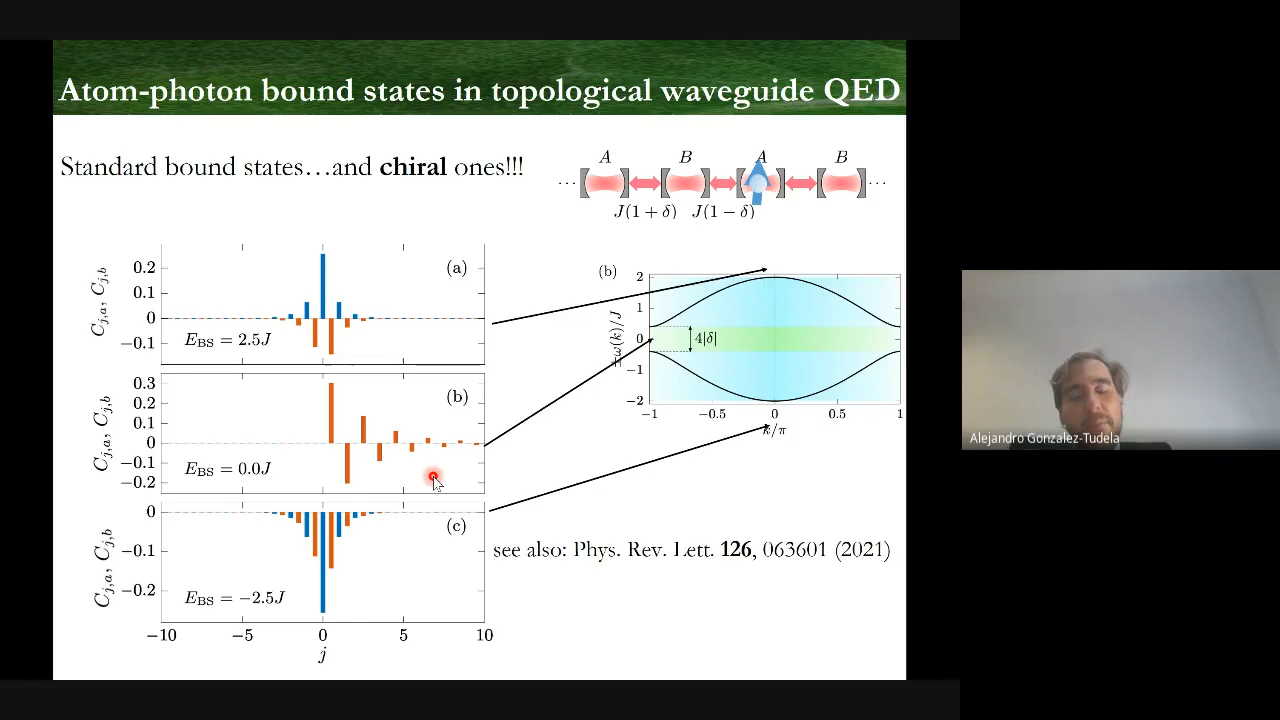 Atom-photon bound states in topological waveguide QED
Standard bound states…and chiral ones!!!
A B A B
··· ···
J(1 + δ) J(1 − δ)
(a)
0.2
0.1
0
−0.1
C_{j,a}, C_{j,b}
E_BS = 2.5J
(b)
2
1
0
−1
−2
±ω(k)/J
4|δ|
−1 −0.5 0 0.5 1
k/π
(b)
0.3
0.2
0.1
0
−0.1
−0.2
C_{j,a}, C_{j,b}
E_BS = 0.0J
(c)
0
−0.1
−0.2
C_{j,a}, C_{j,b}
E_BS = −2.5J
−10 −5 0 5 10
j
see also: Phys. Rev. Lett. 126, 063601 (2021)
Alejandro Gonzalez-Tudela